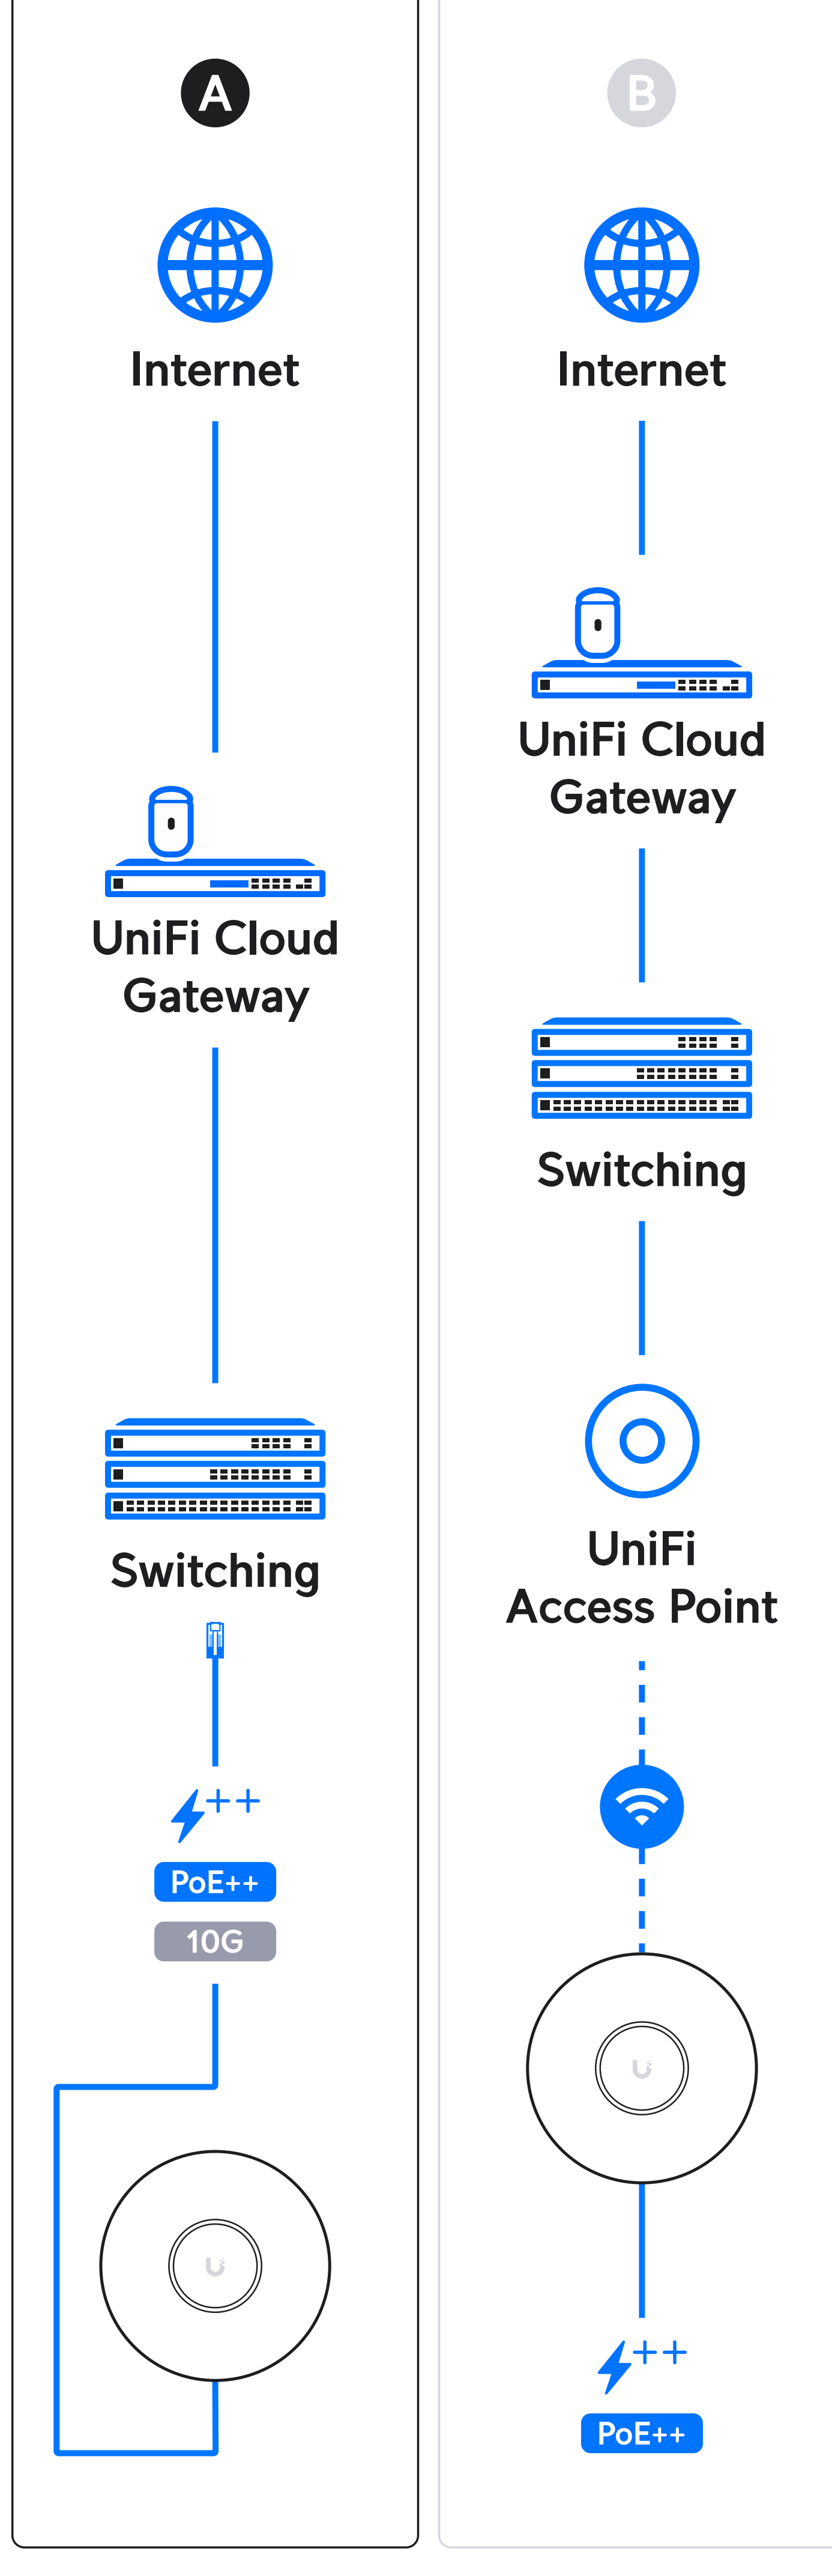 A
Internet
UniFi Cloud
Gateway
Switching
++
PoE++
10G
B
Internet
UniFi Cloud
Gateway
Switching
UniFi
Access Point
++
PoE++